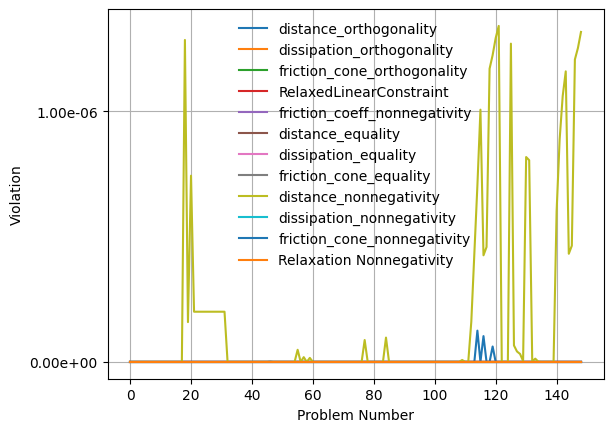 distance_orthogonality
dissipation_orthogonality
friction_cone_orthogonality
RelaxedLinearConstraint
friction_coeff_nonnegativity
distance_equality
dissipation_equality
friction_cone_equality
distance_nonnegativity
dissipation_nonnegativity
friction_cone_nonnegativity
Relaxation Nonnegativity
Violation
1.00e-06
0.00e+00
0 20 40 60 80 100 120 140
Problem Number